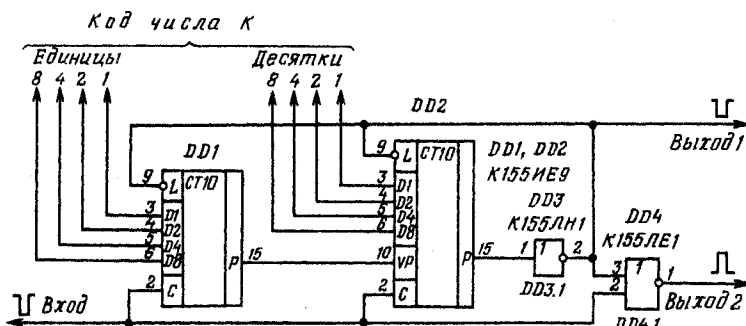 Код числа К
Единицы
Десятки
8 4 2 1
8 4 2 1
DD2
Выход 1
DD1
9 L CT10
9 L CT10
DD1, DD2
К155ИЕ9
3 D1
4 D2
5 D4
6 D8
P 15
2 C
3 D1
4 D2
5 D4
6 D8
10 VP
P 15
2 C
DD3
К155ЛН1
1 1 2
DD3.1
DD4
К155ЛЕ1
3 1 1
2
DD4.1
Вход
Выход 2